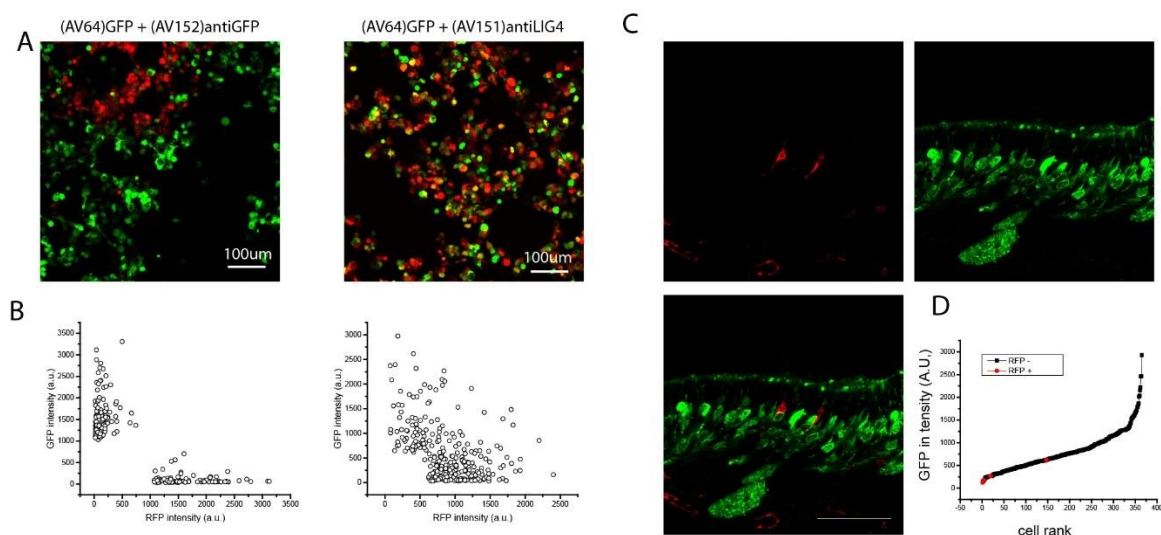 (AV64)GFP + (AV152)antiGFP
(AV64)GFP + (AV151)antiLIG4
A
C
100um
100um
B
3500
3000
2500
2000
1500
1000
500
0
GFP intensity (a.u.)
0 500 1000 1500 2000 2500 3000 3500
RFP intensity (a.u.)
3000
2500
2000
1500
1000
500
0
GFP intensity (a.u.)
0 500 1000 1500 2000 2500
RFP intensity (a.u.)
D
RFP -
RFP +
3000
2500
2000
1500
1000
500
0
GFP in tensity (A.U,)
-50 0 50 100 150 200 250 300 350 400
cell rank